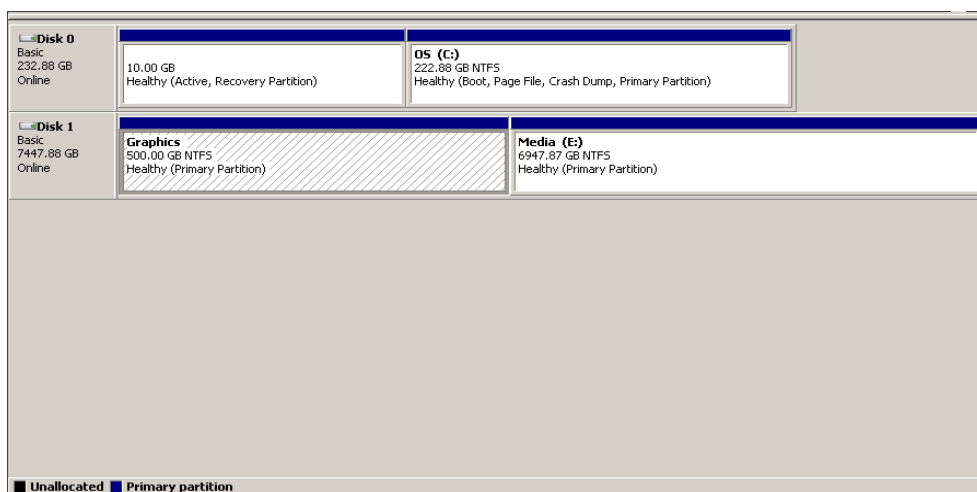 Disk 0
Basic
232.88 GB
Online
10.00 GB
Healthy (Active, Recovery Partition)
OS (C:)
222.88 GB NTFS
Healthy (Boot, Page File, Crash Dump, Primary Partition)
Disk 1
Basic
7447.88 GB
Online
Graphics
500.00 GB NTFS
Healthy (Primary Partition)
Media (E:)
6947.87 GB NTFS
Healthy (Primary Partition)
Unallocated Primary partition